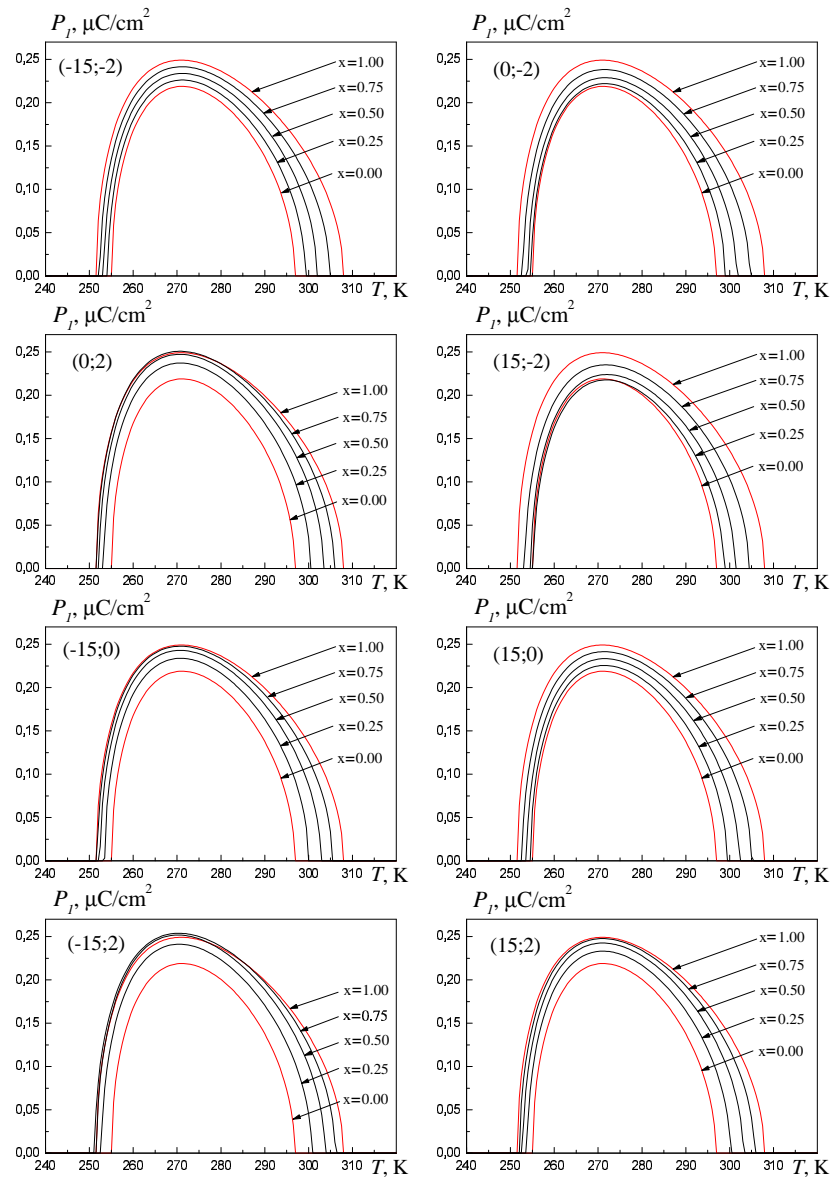 P₁, μC/cm²
(-15;-2)
x=1.00
x=0.75
x=0.50
x=0.25
x=0.00
0,25
0,20
0,15
0,10
0,05
0,00
240 250 260 270 280 290 300 310 T, K
P₁, μC/cm²
(0;-2)
x=1.00
x=0.75
x=0.50
x=0.25
x=0.00
0,25
0,20
0,15
0,10
0,05
0,00
240 250 260 270 280 290 300 310 T, K
P₁, μC/cm²
(0;2)
x=1.00
x=0.75
x=0.50
x=0.25
x=0.00
0,25
0,20
0,15
0,10
0,05
0,00
240 250 260 270 280 290 300 310 T, K
P₁, μC/cm²
(15;-2)
x=1.00
x=0.75
x=0.50
x=0.25
x=0.00
0,25
0,20
0,15
0,10
0,05
0,00
240 250 260 270 280 290 300 310 T, K
P₁, μC/cm²
(-15;0)
x=1.00
x=0.75
x=0.50
x=0.25
x=0.00
0,25
0,20
0,15
0,10
0,05
0,00
240 250 260 270 280 290 300 310 T, K
P₁, μC/cm²
(15;0)
x=1.00
x=0.75
x=0.50
x=0.25
x=0.00
0,25
0,20
0,15
0,10
0,05
0,00
240 250 260 270 280 290 300 310 T, K
P₁, μC/cm²
(-15;2)
x=1.00
x=0.75
x=0.50
x=0.25
x=0.00
0,25
0,20
0,15
0,10
0,05
0,00
240 250 260 270 280 290 300 310 T, K
P₁, μC/cm²
(15;2)
x=1.00
x=0.75
x=0.50
x=0.25
x=0.00
0,25
0,20
0,15
0,10
0,05
0,00
240 250 260 270 280 290 300 310 T, K